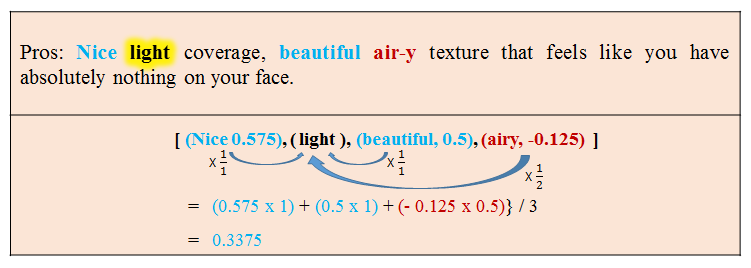 Pros: Nice light coverage, beautiful air-y texture that feels like you have
absolutely nothing on your face.
[ (Nice 0.575), (light ), (beautiful, 0.5), (airy, -0.125) ]
X 1/1 X 1/1 X 1/2
= (0.575 x 1) + (0.5 x 1) + (- 0.125 x 0.5)} / 3
= 0.3375